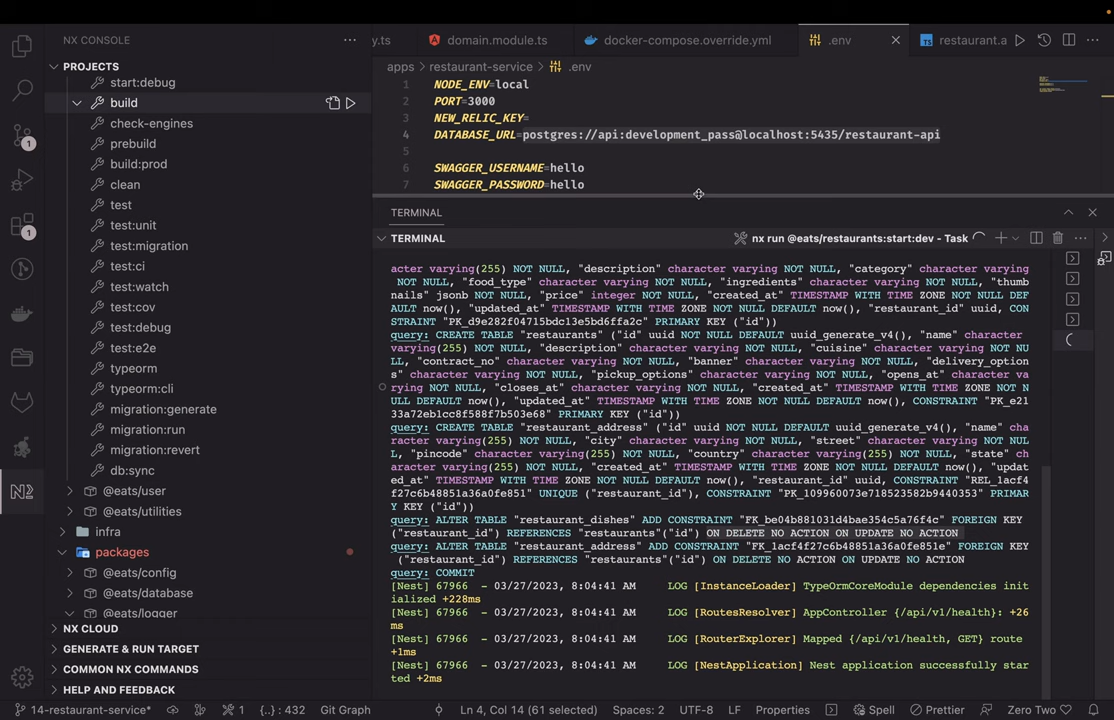 NX CONSOLE
PROJECTS
start:debug
build
check-engines
prebuild
build:prod
clean
test
test:unit
test:migration
test:ci
test:watch
test:cov
test:debug
test:e2e
typeorm
typeorm:cli
migration:generate
migration:run
migration:revert
db:sync
@eats/user
@eats/utilities
infra
packages
@eats/config
@eats/database
@eats/logger
NX CLOUD
GENERATE & RUN TARGET
COMMON NX COMMANDS
HELP AND FEEDBACK
y.ts domain.module.ts docker-compose.override.yml .env restaurant.a
apps > restaurant-service > .env
1 NODE_ENV=local
2 PORT=3000
3 NEW_RELIC_KEY=
4 DATABASE_URL=postgres://api:development_pass@localhost:5435/restaurant-api
5
6 SWAGGER_USERNAME=hello
7 SWAGGER_PASSWORD=hello
TERMINAL
TERMINAL nx run @eats/restaurants:start:dev - Task
acter varying(255) NOT NULL, "description" character varying NOT NULL, "category" character varying
NOT NULL, "food_type" character varying NOT NULL, "ingredients" character varying NOT NULL, "thumb
nails" jsonb NOT NULL, "price" integer NOT NULL, "created_at" TIMESTAMP WITH TIME ZONE NOT NULL DEF
AULT now(), "updated_at" TIMESTAMP WITH TIME ZONE NOT NULL DEFAULT now(), "restaurant_id" uuid, CON
STRAINT "PK_d9e282f04715bdc13e5bd6ffa2c" PRIMARY KEY ("id"))
query: CREATE TABLE "restaurants" ("id" uuid NOT NULL DEFAULT uuid_generate_v4(), "name" character
varying(255) NOT NULL, "description" character varying NOT NULL, "cuisine" character varying NOT NU
LL, "contract_no" character varying NOT NULL, "banner" character varying NOT NULL, "delivery_option
s" character varying NOT NULL, "pickup_options" character varying NOT NULL, "opens_at" character va
rying NOT NULL, "closes_at" character varying NOT NULL, "created_at" TIMESTAMP WITH TIME ZONE NOT N
ULL DEFAULT now(), "updated_at" TIMESTAMP WITH TIME ZONE NOT NULL DEFAULT now(), CONSTRAINT "PK_e21
33a72eb1cc8f588f7b503e68" PRIMARY KEY ("id"))
query: CREATE TABLE "restaurant_address" ("id" uuid NOT NULL DEFAULT uuid_generate_v4(), "name" cha
racter varying(255) NOT NULL, "city" character varying(255) NOT NULL, "street" character varying NOT NUL
L, "pincode" character varying(255) NOT NULL, "country" character varying(255) NOT NULL, "state" ch
aracter varying(255) NOT NULL, "created_at" TIMESTAMP WITH TIME ZONE NOT NULL DEFAULT now(), "updat
ed_at" TIMESTAMP WITH TIME ZONE NOT NULL DEFAULT now(), "restaurant_id" uuid, CONSTRAINT "REL_1acf4
f27c6b48851a36a0fe851" UNIQUE ("restaurant_id"), CONSTRAINT "PK_109960073e718523582b9440353" PRIMAR
Y KEY ("id"))
query: ALTER TABLE "restaurant_dishes" ADD CONSTRAINT "FK_be04b881031d4bae354c5a76f4c" FOREIGN KEY
("restaurant_id") REFERENCES "restaurants"("id") ON DELETE NO ACTION ON UPDATE NO ACTION
query: ALTER TABLE "restaurant_address" ADD CONSTRAINT "FK_1acf4f27c6b48851a36a0fe851e" FOREIGN KEY
("restaurant_id") REFERENCES "restaurants"("id") ON DELETE NO ACTION ON UPDATE NO ACTION
query: COMMIT
[Nest] 67966 - 03/27/2023, 8:04:41 AM LOG [InstanceLoader] TypeOrmCoreModule dependencies init
ialized +228ms
[Nest] 67966 - 03/27/2023, 8:04:41 AM LOG [RoutesResolver] AppController {/api/v1/health}: +26
ms
[Nest] 67966 - 03/27/2023, 8:04:41 AM LOG [RouterExplorer] Mapped {/api/v1/health, GET} route
+1ms
[Nest] 67966 - 03/27/2023, 8:04:41 AM LOG [NestApplication] Nest application successfully star
ted +2ms
14-restaurant-service* 1 {..} : 432 Git Graph Ln 4, Col 14 (61 selected) Spaces: 2 UTF-8 LF Properties Spell Prettier Zero Two